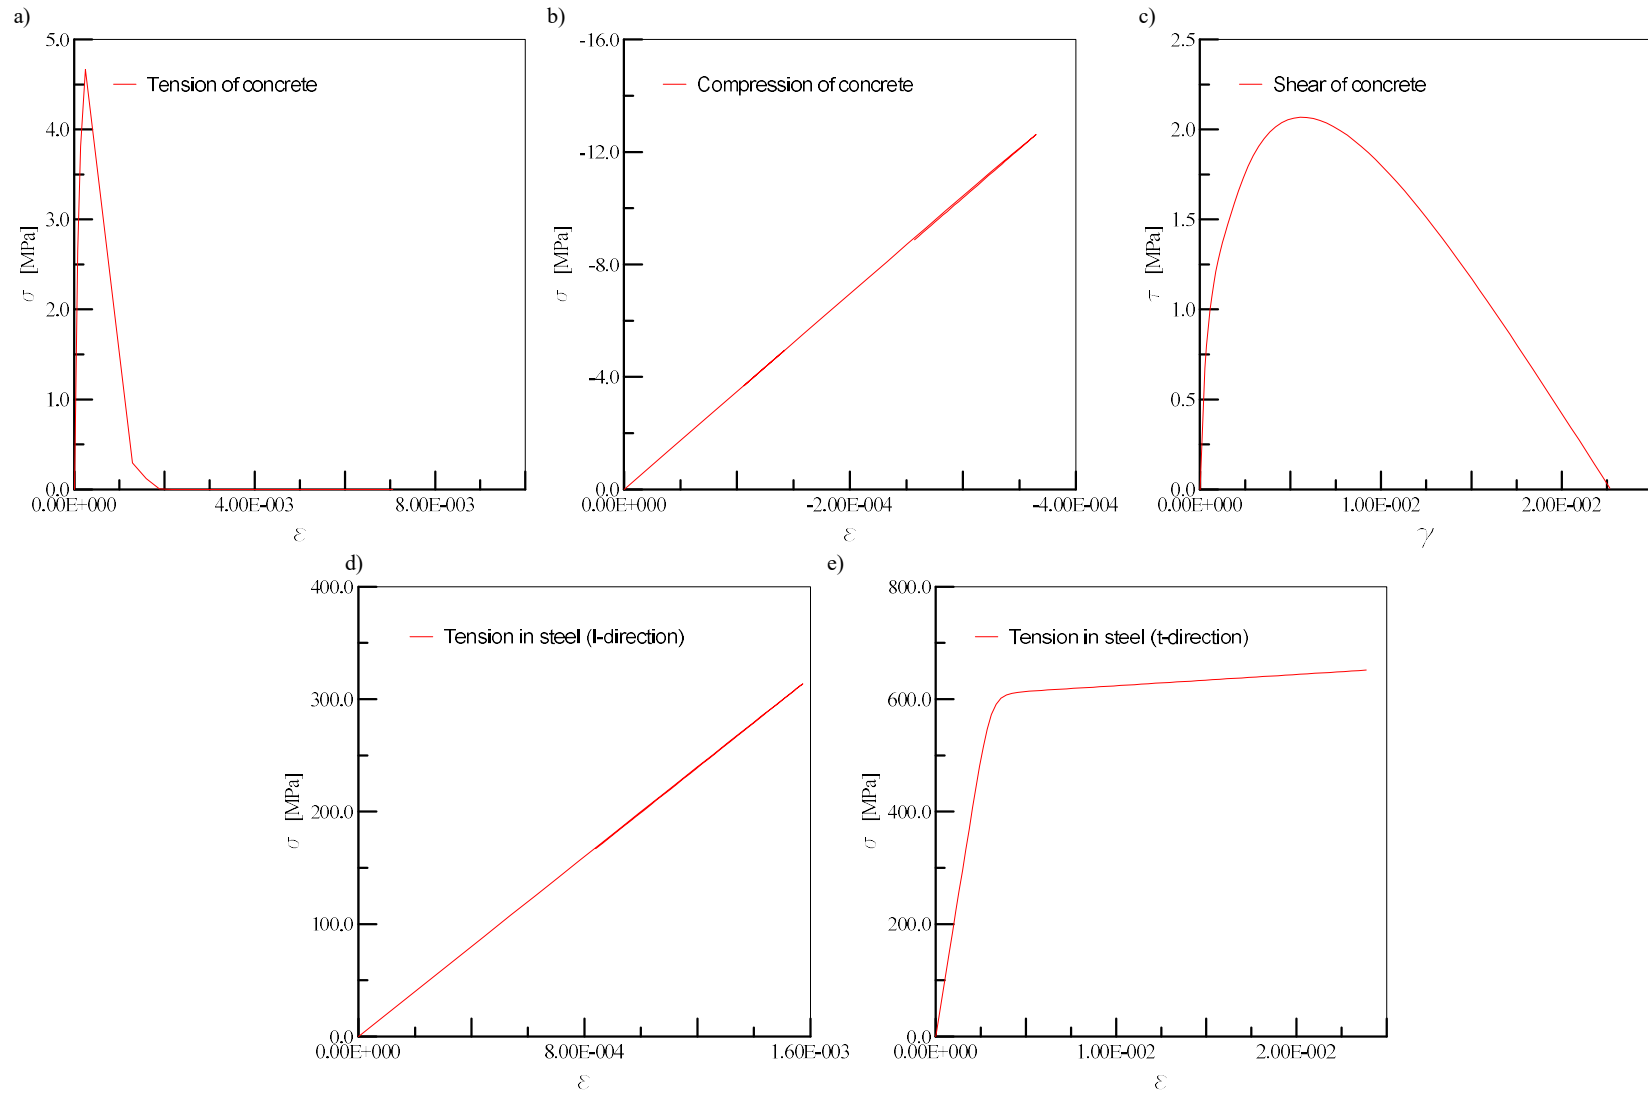 a)
5.0
4.0
3.0
2.0
1.0
0.0
σ [MPa]
Tension of concrete
0.00E+000
4.00E-003
8.00E-003
ε
b)
-16.0
-12.0
-8.0
-4.0
0.0
σ [MPa]
Compression of concrete
0.00E+000
-2.00E-004
-4.00E-004
ε
c)
2.5
2.0
1.5
1.0
0.5
0.0
τ [MPa]
Shear of concrete
0.00E+000
1.00E-002
2.00E-002
γ
d)
400.0
300.0
200.0
100.0
0.0
σ [MPa]
Tension in steel (l-direction)
0.00E+000
8.00E-004
1.60E-003
ε
e)
800.0
600.0
400.0
200.0
0.0
σ [MPa]
Tension in steel (t-direction)
0.00E+000
1.00E-002
2.00E-002
ε